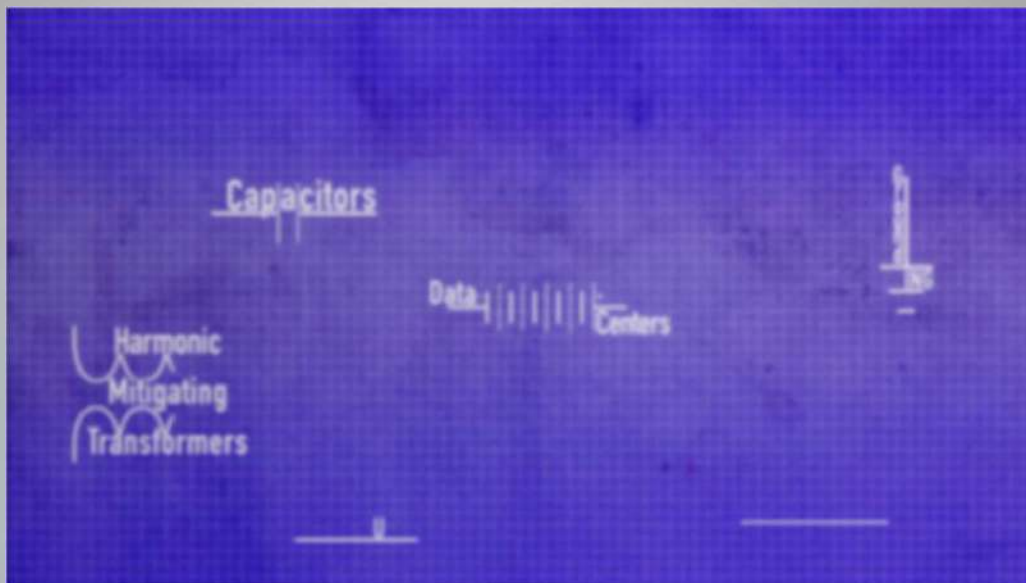 Capacitors
Data
Centers
Harmonic
Mitigating
Transformers
U